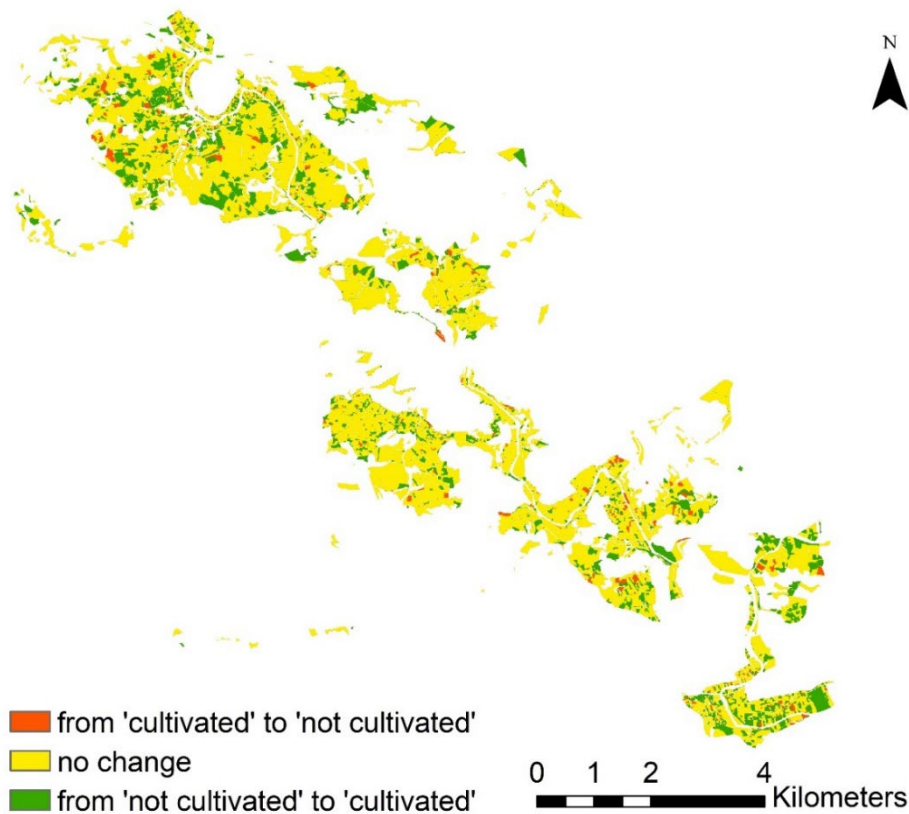 N
from 'cultivated' to 'not cultivated'
no change
from 'not cultivated' to 'cultivated'
0 1 2 4
Kilometers